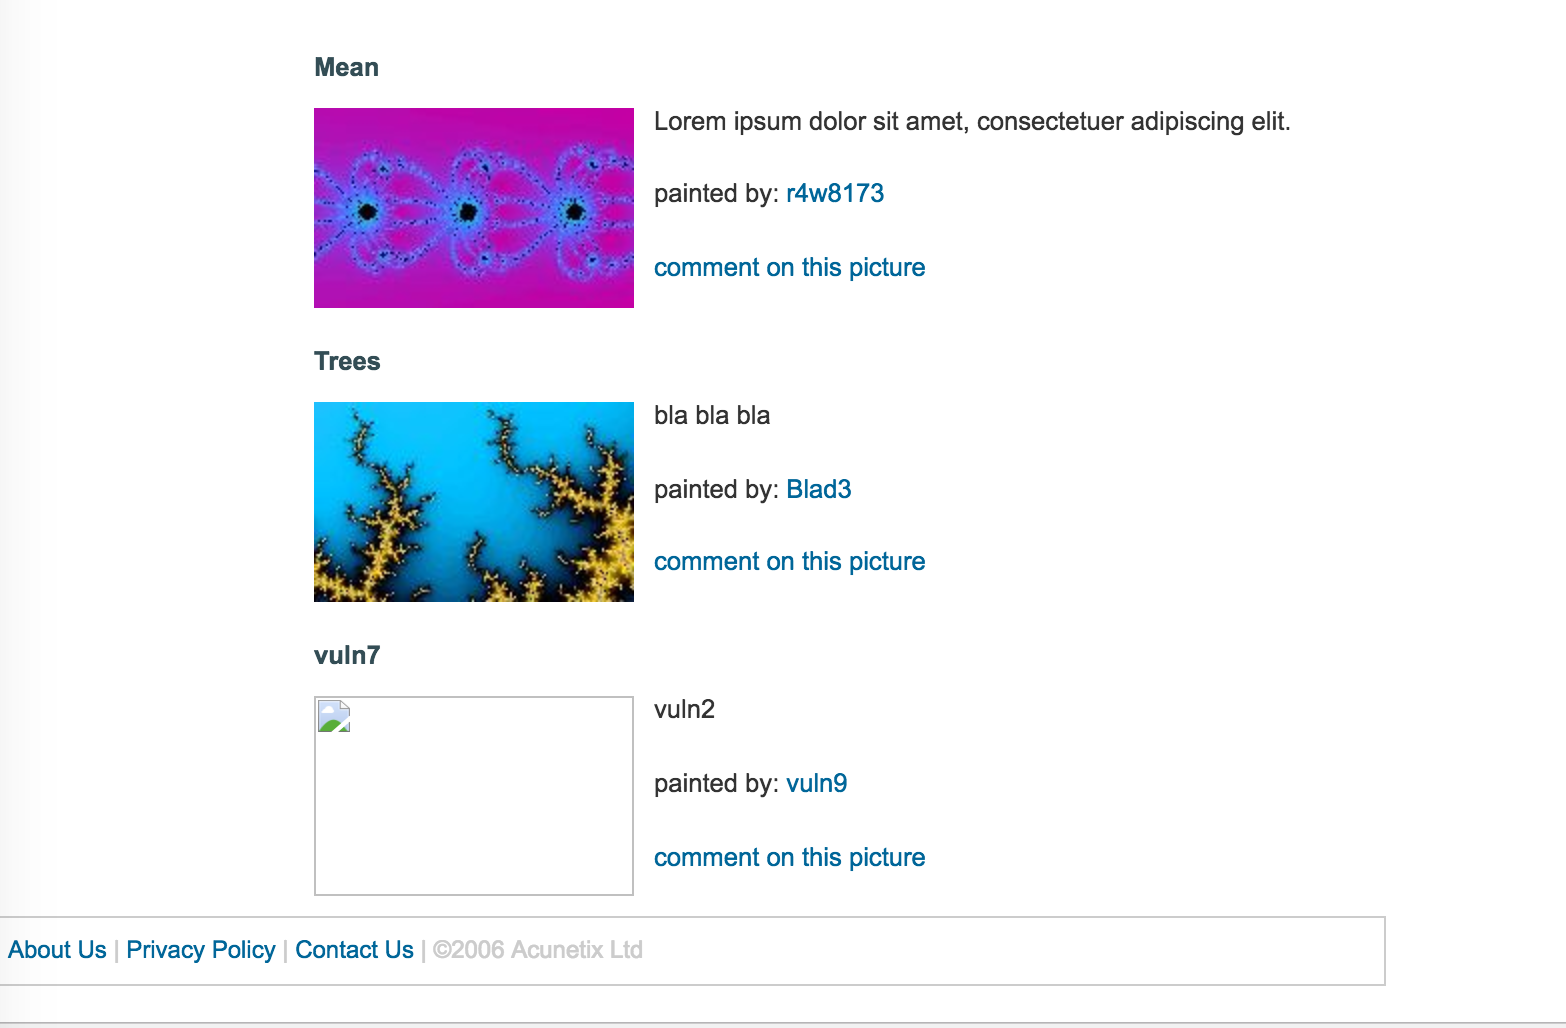 Mean
Lorem ipsum dolor sit amet, consectetuer adipiscing elit.
painted by: r4w8173
comment on this picture
Trees
bla bla bla
painted by: Blad3
comment on this picture
vuln7
vuln2
painted by: vuln9
comment on this picture
About Us | Privacy Policy | Contact Us | ©2006 Acunetix Ltd